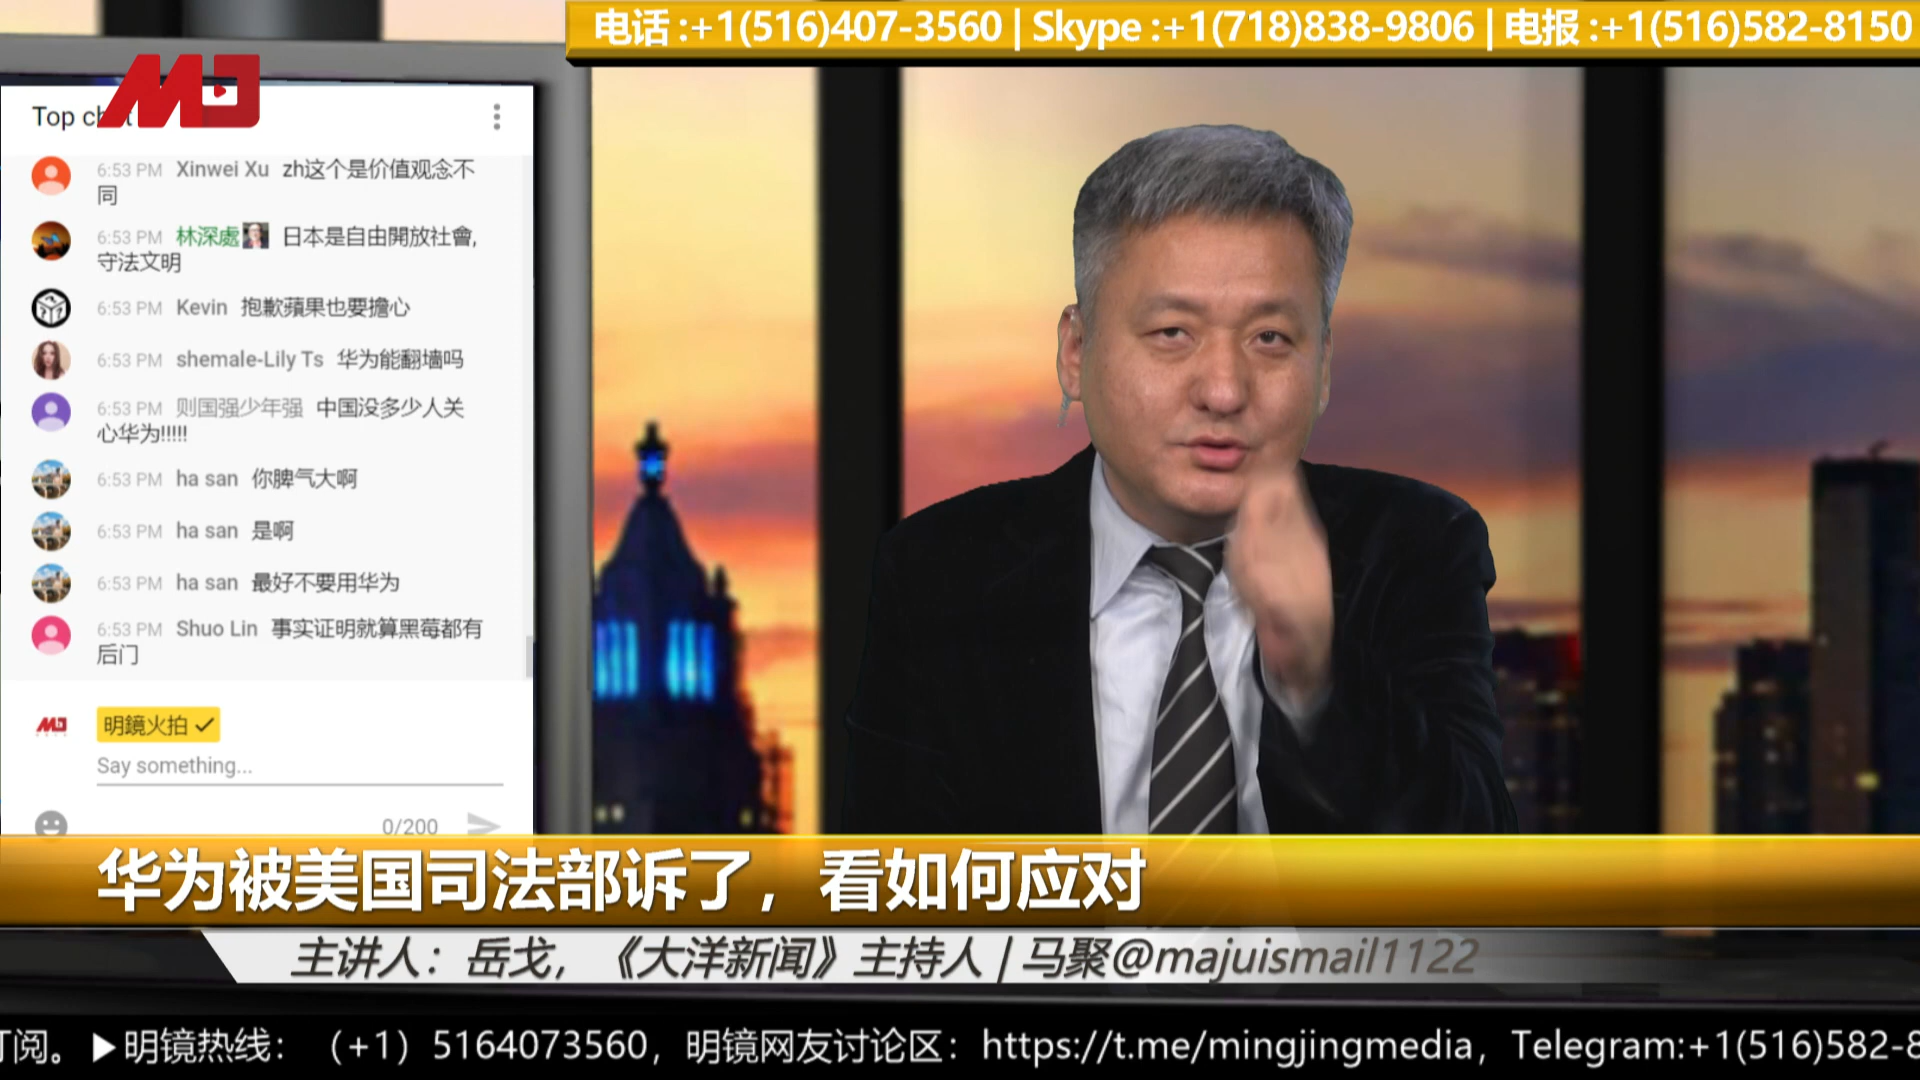 电话 :+1(516)407-3560 | Skype :+1(718)838-9806 | 电报 :+1(516)582-8150
MJ
Top chat
6:53 PM Xinwei Xu zh这个是价值观念不
同
6:53 PM 林深處 日本是自由開放社會,
守法文明
6:53 PM Kevin 抱歉蘋果也要擔心
6:53 PM shemale-Lily Ts 华为能翻墙吗
6:53 PM 则国强少年强 中国没多少人关
心华为!!!!!
6:53 PM ha san 你脾气大啊
6:53 PM ha san 是啊
6:53 PM ha san 最好不要用华为
6:53 PM Shuo Lin 事实证明就算黑莓都有
后门
明鏡火拍
Say something...
0/200
华为被美国司法部诉了，看如何应对
主讲人：岳戈，《大洋新闻》主持人 | 马聚@majuismail1122
订阅。▶明镜热线：（+1）5164073560，明镜网友讨论区：https://t.me/mingjingmedia，Telegram:+1(516)582-8